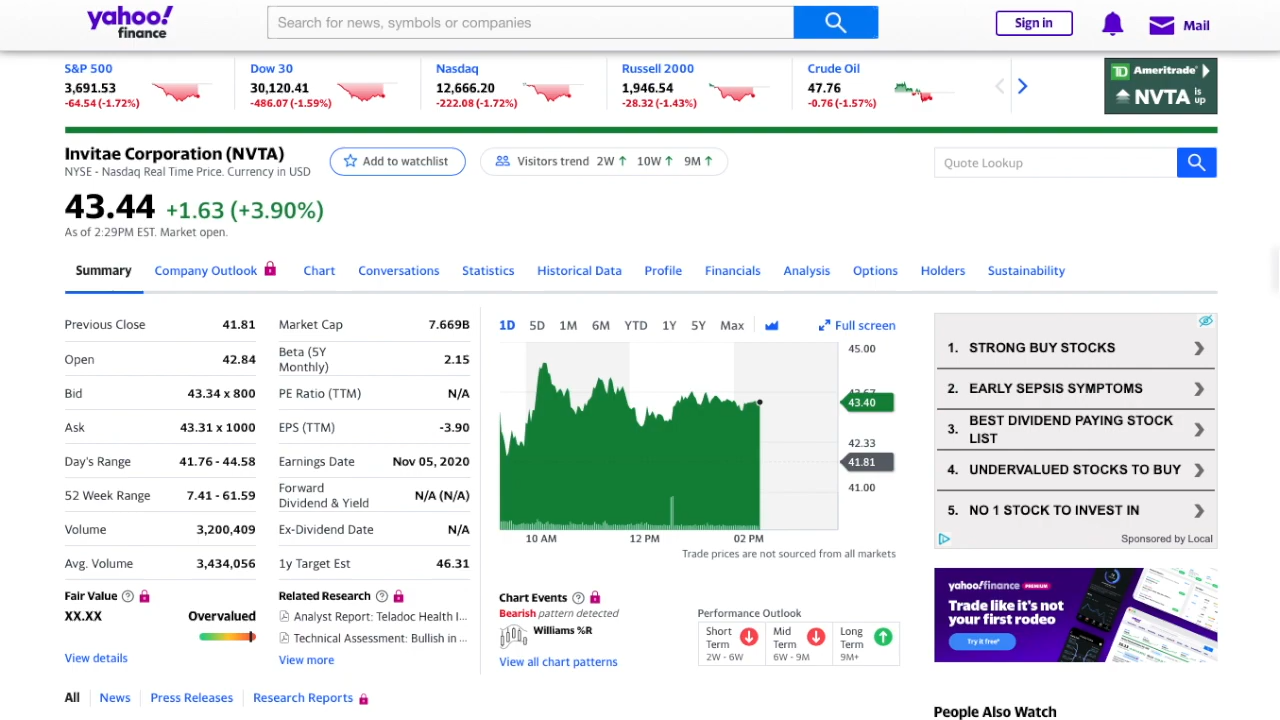 yahoo!
finance
Search for news, symbols or companies
Sign in
Mail
S&P 500
3,691.53
-64.54 (-1.72%)
Dow 30
30,120.41
-486.07 (-1.59%)
Nasdaq
12,666.20
-222.08 (-1.72%)
Russell 2000
1,946.54
-28.32 (-1.43%)
Crude Oil
47.76
-0.76 (-1.57%)
TD Ameritrade
NVTA is up
Invitae Corporation (NVTA)
NYSE - Nasdaq Real Time Price. Currency in USD
Add to watchlist
Visitors trend 2W ↑ 10W ↑ 9M ↑
Quote Lookup
43.44 +1.63 (+3.90%)
As of 2:29PM EST. Market open.
Summary
Company Outlook
Chart
Conversations
Statistics
Historical Data
Profile
Financials
Analysis
Options
Holders
Sustainability
Previous Close 41.81
Open 42.84
Bid 43.34 x 800
Ask 43.31 x 1000
Day's Range 41.76 - 44.58
52 Week Range 7.41 - 61.59
Volume 3,200,409
Avg. Volume 3,434,056
Market Cap 7.669B
Beta (5Y
Monthly) 2.15
PE Ratio (TTM) N/A
EPS (TTM) -3.90
Earnings Date Nov 05, 2020
Forward
Dividend & Yield N/A (N/A)
Ex-Dividend Date N/A
1y Target Est 46.31
Fair Value
XX.XX Overvalued
View details
Related Research
Analyst Report: Teladoc Health I...
Technical Assessment: Bullish in ...
View more
1D 5D 1M 6M YTD 1Y 5Y Max
Full screen
45.00
43.40
42.33
41.81
41.00
10 AM 12 PM 02 PM
Trade prices are not sourced from all markets
Chart Events
Bearish pattern detected
Williams %R
View all chart patterns
Performance Outlook
Short
Term
2W - 6W
Mid
Term
6W - 9M
Long
Term
9M+
1. STRONG BUY STOCKS
2. EARLY SEPSIS SYMPTOMS
3. BEST DIVIDEND PAYING STOCK
LIST
4. UNDERVALUED STOCKS TO BUY
5. NO 1 STOCK TO INVEST IN
Sponsored by Local
yahoo!finance PREMIUM
Trade like it's not
your first rodeo
Try it free*
All
News
Press Releases
Research Reports
People Also Watch